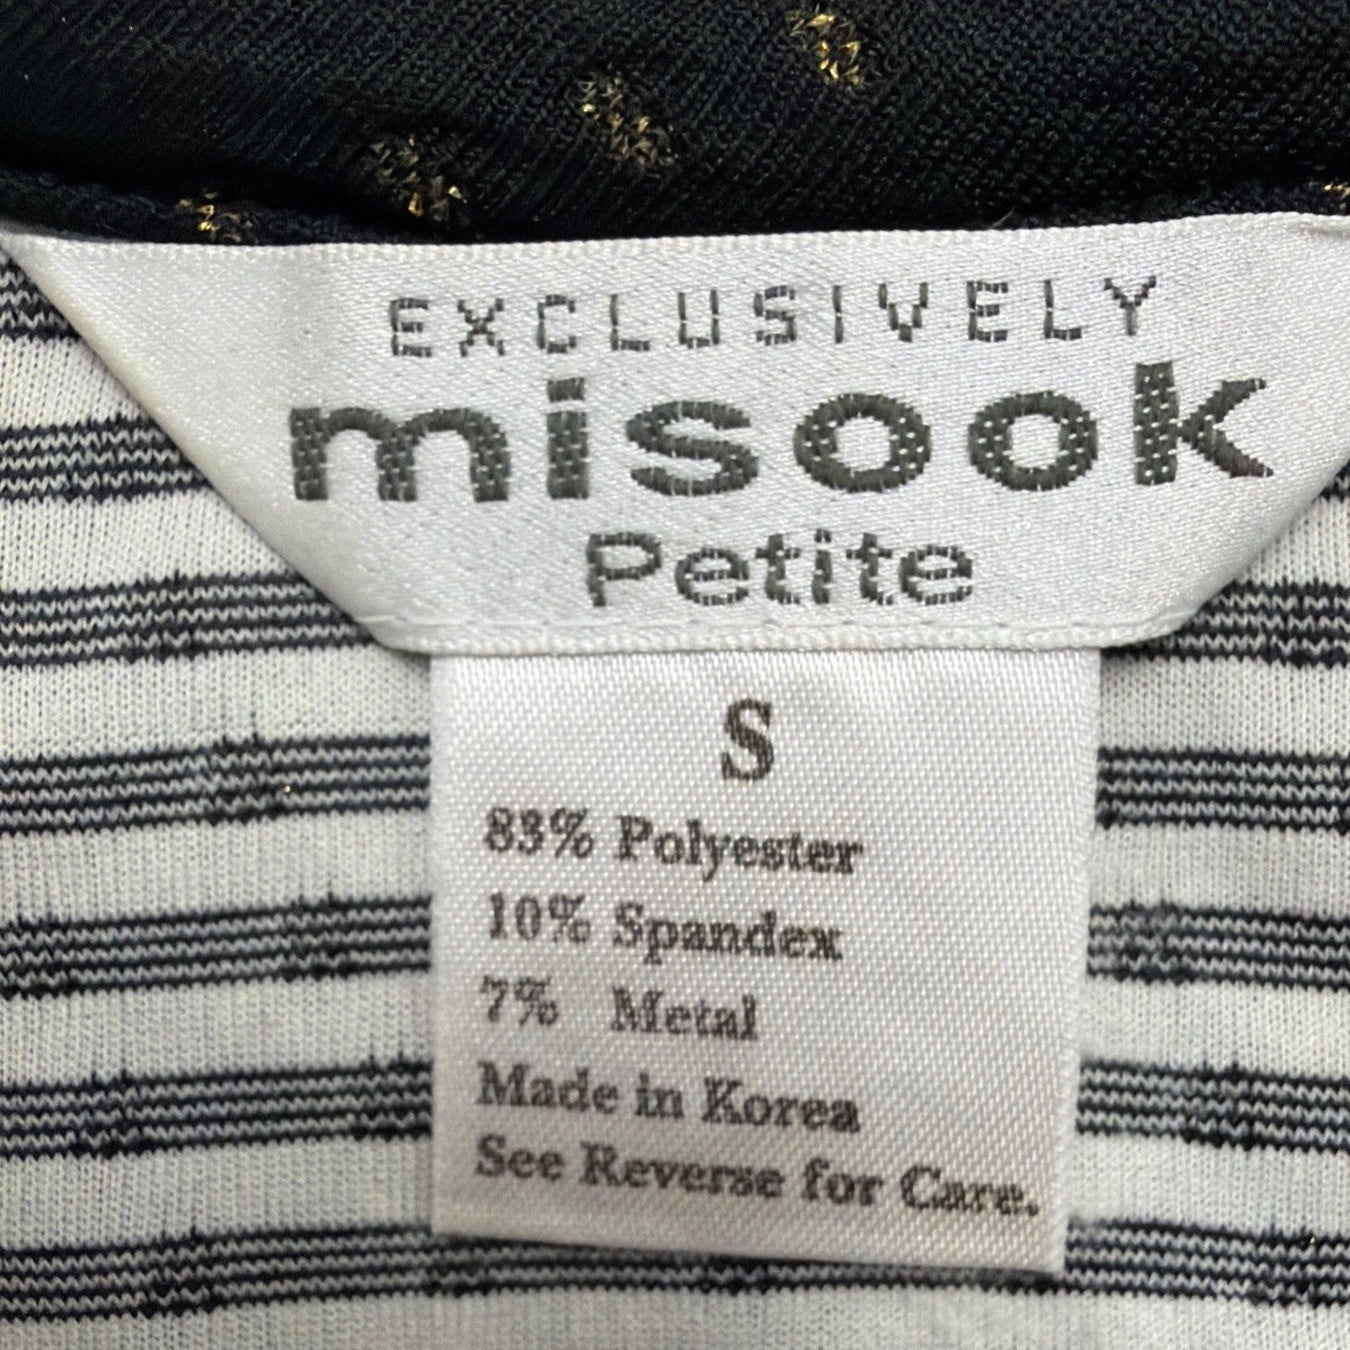 EXCLUSIVELY
misook
Petite
S
83% Polyester
10% Spandex
7% Metal
Made in Korea
See Reverse for Care.